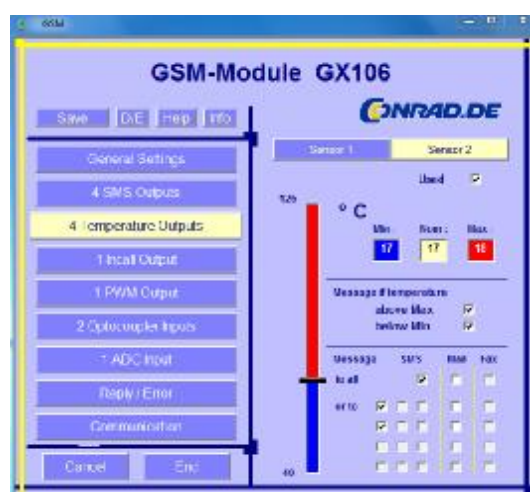 GSM
GSM-Module GX106
Save D/E Help Info
CONRAD.DE
General Settings
4 SMS Outputs
4 Temperature Outputs
1 Incall Output
1 PWM Output
2 Optocoupler Inputs
1 ADC Input
Reply / Error
Communication
Cancel End
Sensor 1 Sensor 2
Used
° C
Min : Num : Max :
17 17 18
Message if temperature
above Max
below Min
Message SMS Mail Fax
to all
or to